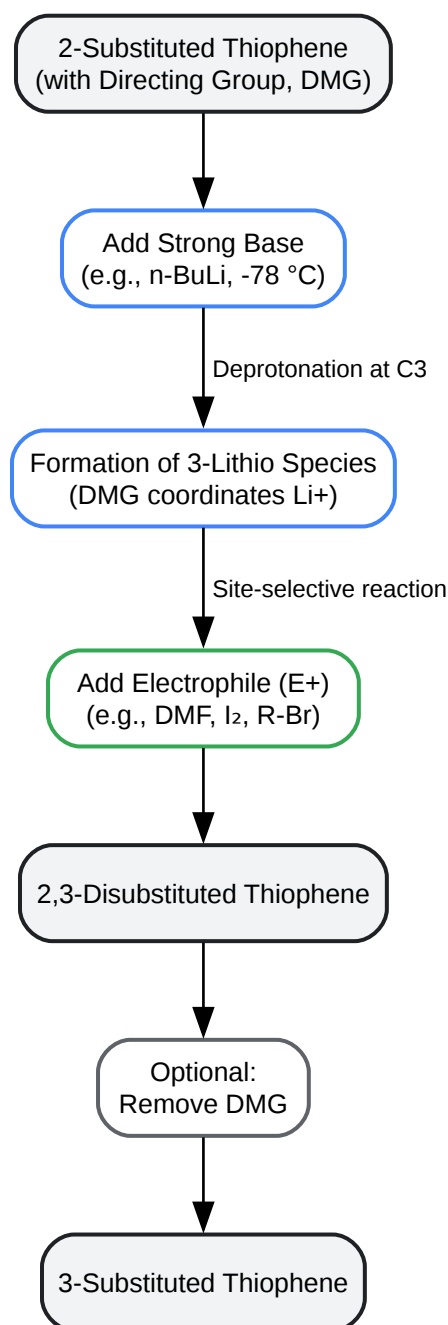 2-Substituted Thiophene
(with Directing Group, DMG)
Add Strong Base
(e.g., n-BuLi, -78 °C)
Deprotonation at C3
Formation of 3-Lithio Species
(DMG coordinates Li+)
Site-selective reaction
Add Electrophile (E+)
(e.g., DMF, I₂, R-Br)
2,3-Disubstituted Thiophene
Optional:
Remove DMG
3-Substituted Thiophene